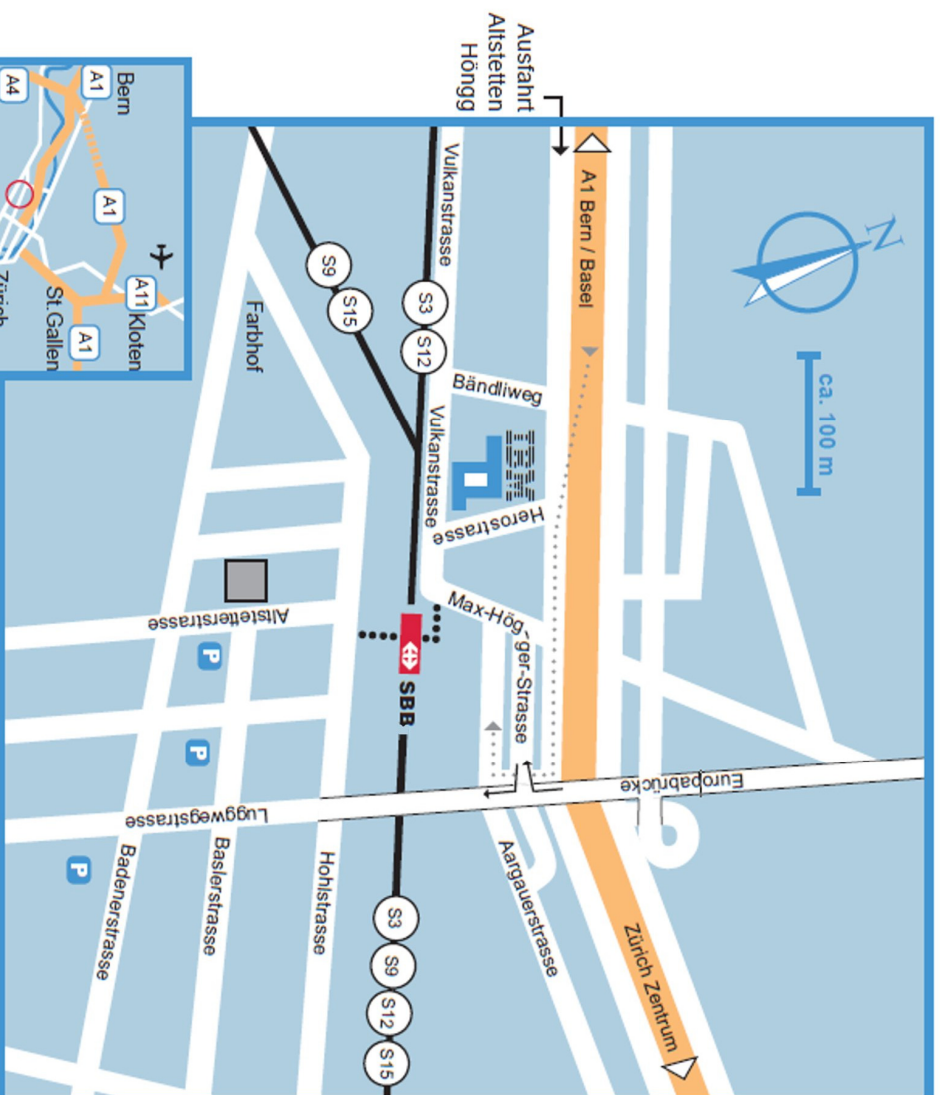 N
ca. 100 m
Europabrücke
Zürich Zentrum
A1 Bern / Basel
Ausfahrt
Altstetten
Höngg
IBM
Bändliweg
Herostrasse
Max-Hög-
ger-Strasse
Aargauerstrasse
Vulkanstrasse
Vulkanstrasse
S3
S12
S9
S15
SBB
S3
S9
S12
S15
Farbhof
Hohlstrasse
Altstetterstrasse
Luggwegstrasse
Baslerstrasse
Badenerstrasse
P
P
P
Bern
Kloten
A1
A1
A11
A1
St.Gallen
A4